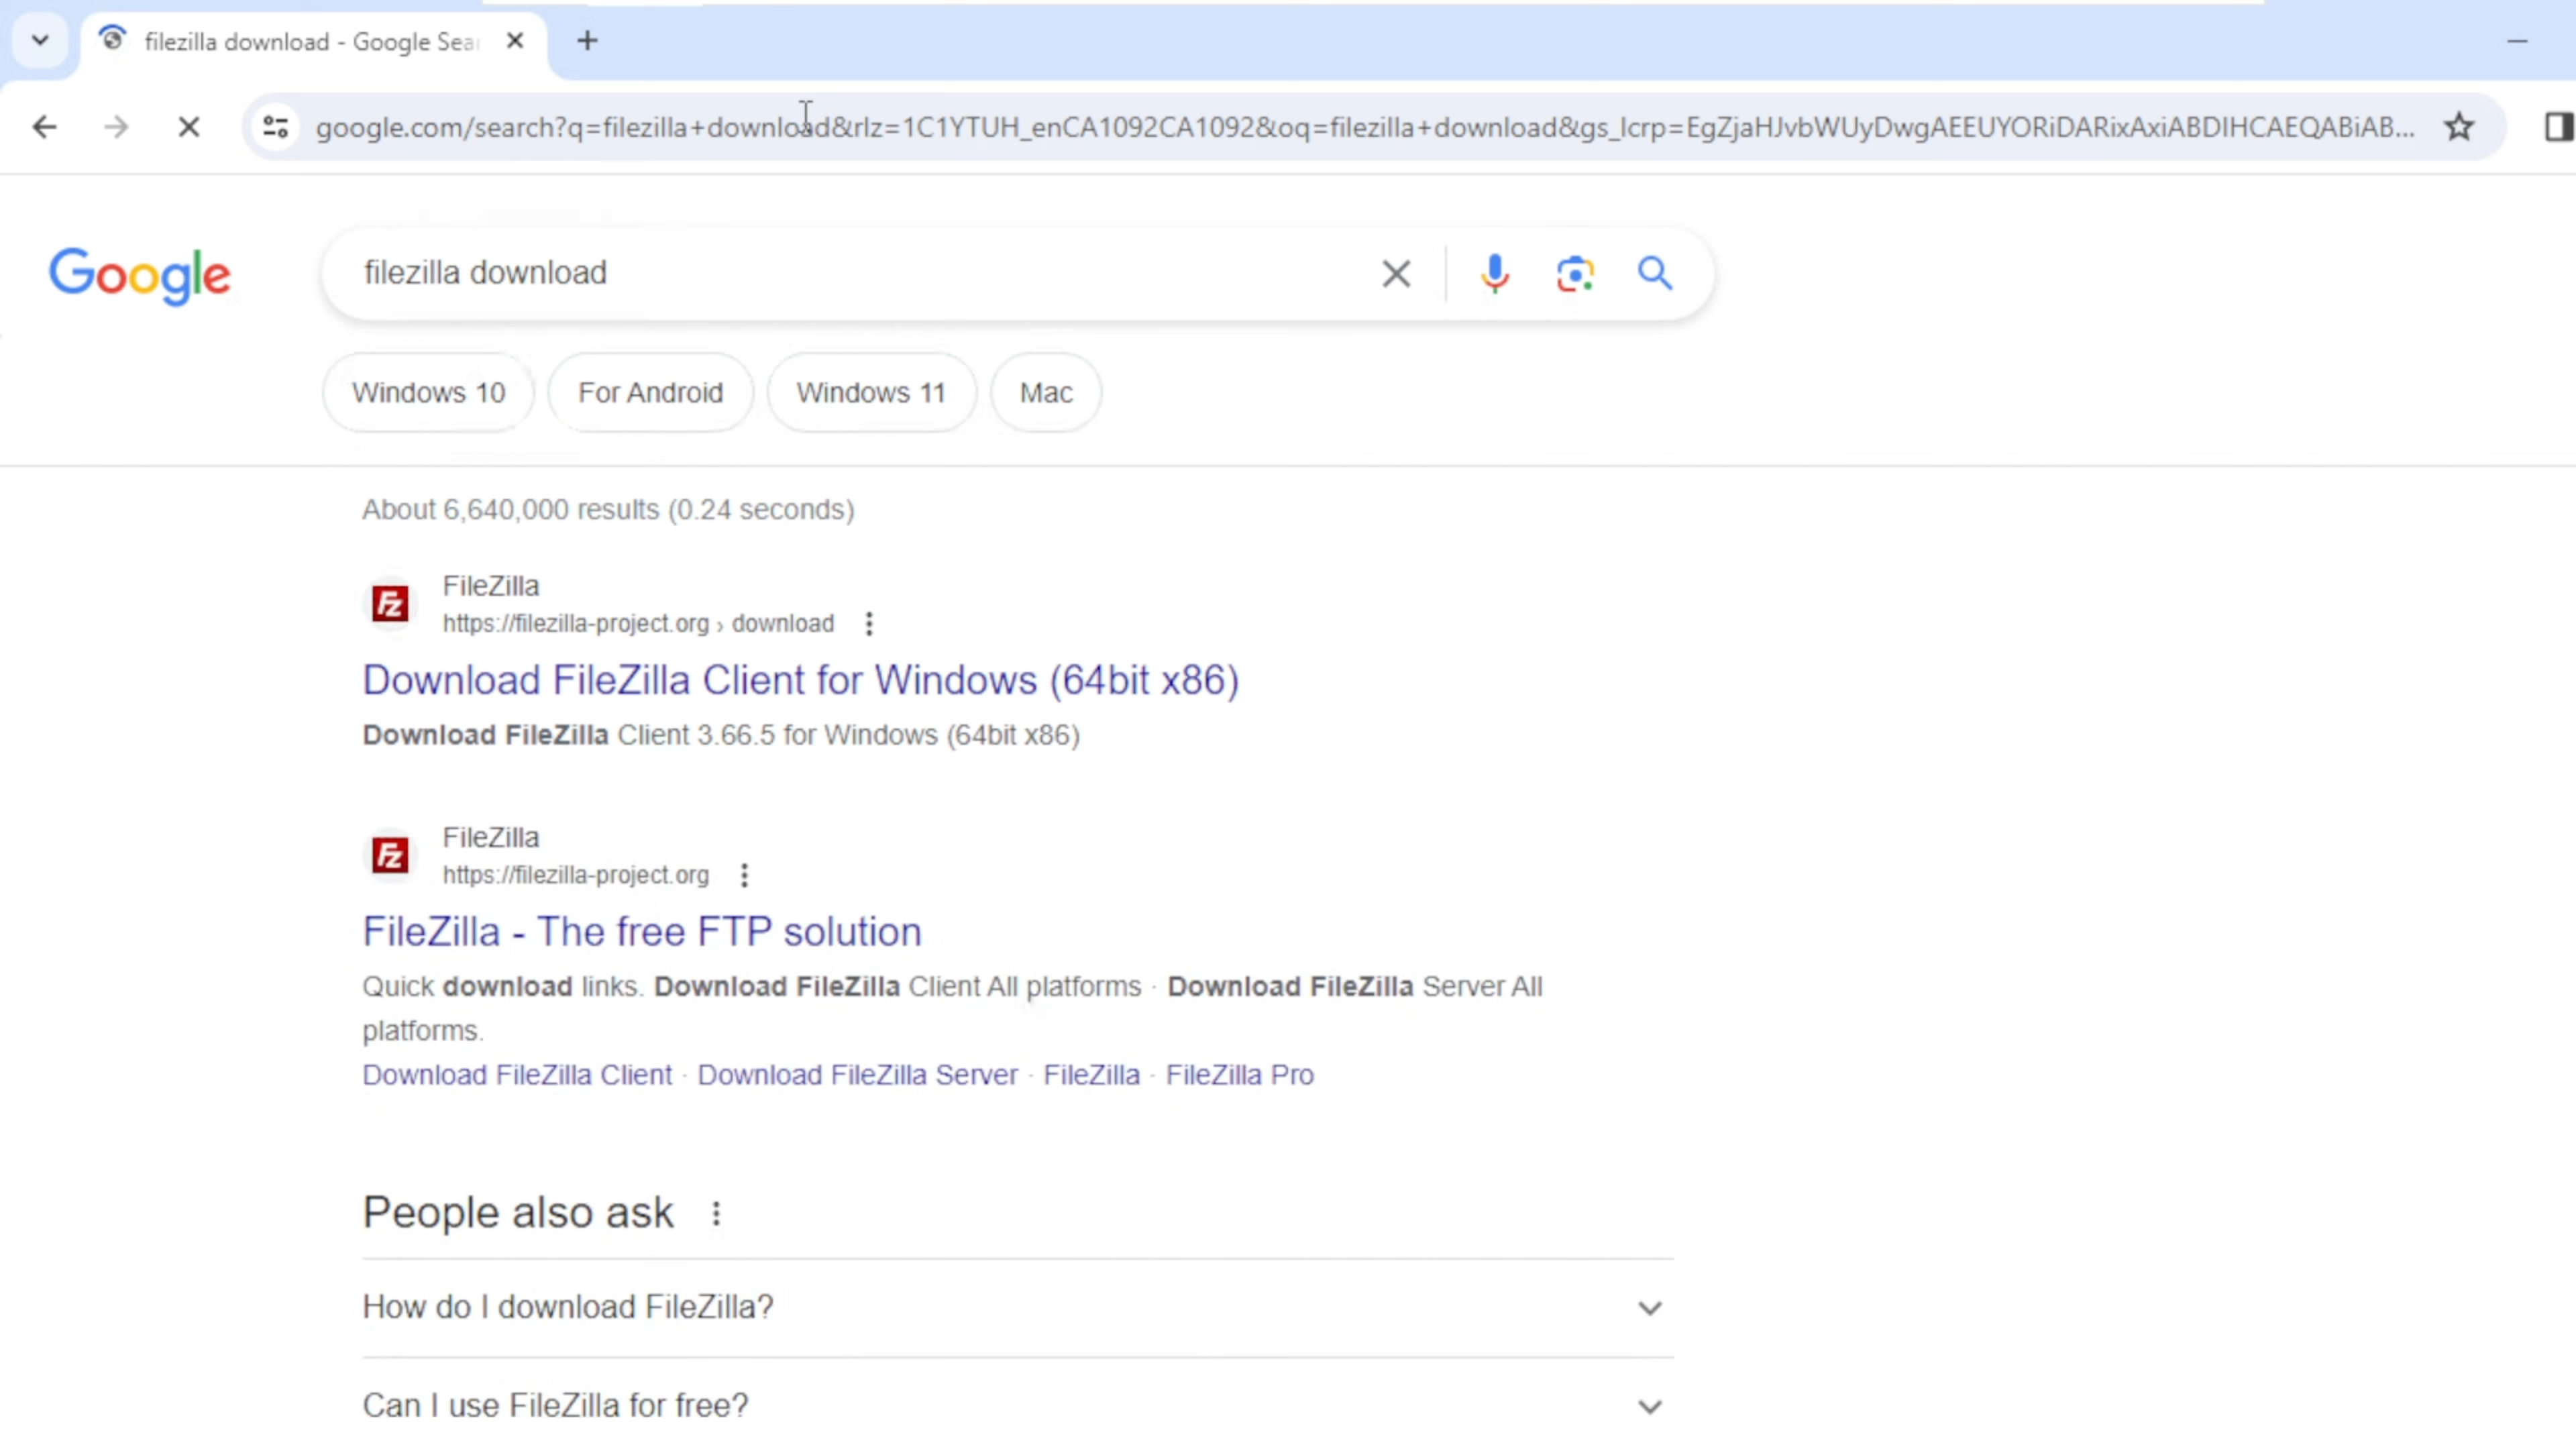 filezilla download - Google Sea
google.com/search?q=filezilla+download&rlz=1C1YTUH_enCA1092CA1092&oq=filezilla+download&gs_lcrp=EgZjaHJvbWUyDwgAEEUYORiDARixAxiABDIHCAEQABiAB...
Google
filezilla download
Windows 10
For Android
Windows 11
Mac
About 6,640,000 results (0.24 seconds)
FileZilla
https://filezilla-project.org › download
Download FileZilla Client for Windows (64bit x86)
Download FileZilla Client 3.66.5 for Windows (64bit x86)
FileZilla
https://filezilla-project.org
FileZilla - The free FTP solution
Quick download links. Download FileZilla Client All platforms · Download FileZilla Server All
platforms.
Download FileZilla Client · Download FileZilla Server · FileZilla · FileZilla Pro
People also ask
How do I download FileZilla?
Can I use FileZilla for free?